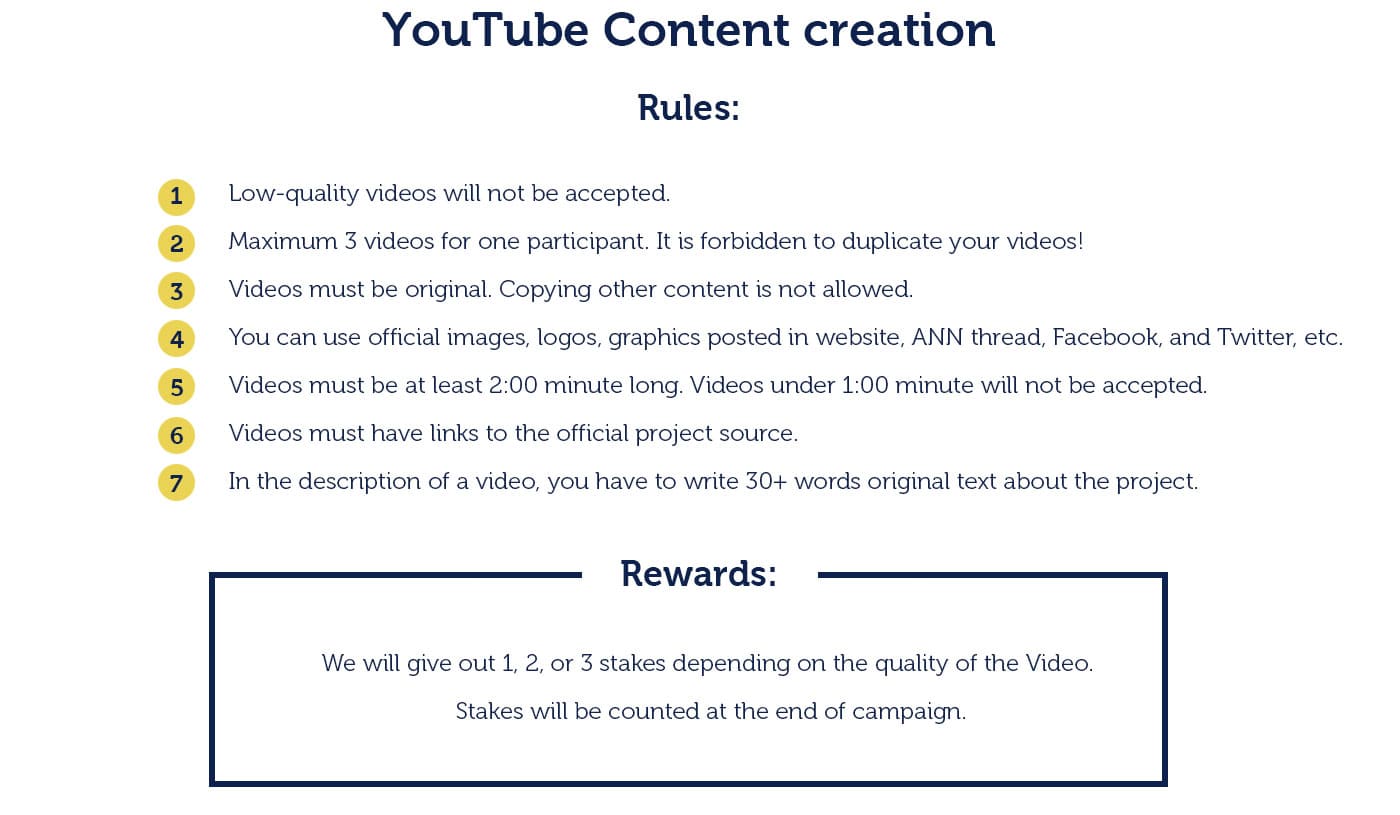 YouTube Content creation
Rules:
1 Low-quality videos will not be accepted.
2 Maximum 3 videos for one participant. It is forbidden to duplicate your videos!
3 Videos must be original. Copying other content is not allowed.
4 You can use official images, logos, graphics posted in website, ANN thread, Facebook, and Twitter, etc.
5 Videos must be at least 2:00 minute long. Videos under 1:00 minute will not be accepted.
6 Videos must have links to the official project source.
7 In the description of a video, you have to write 30+ words original text about the project.
Rewards:
We will give out 1, 2, or 3 stakes depending on the quality of the Video.
Stakes will be counted at the end of campaign.